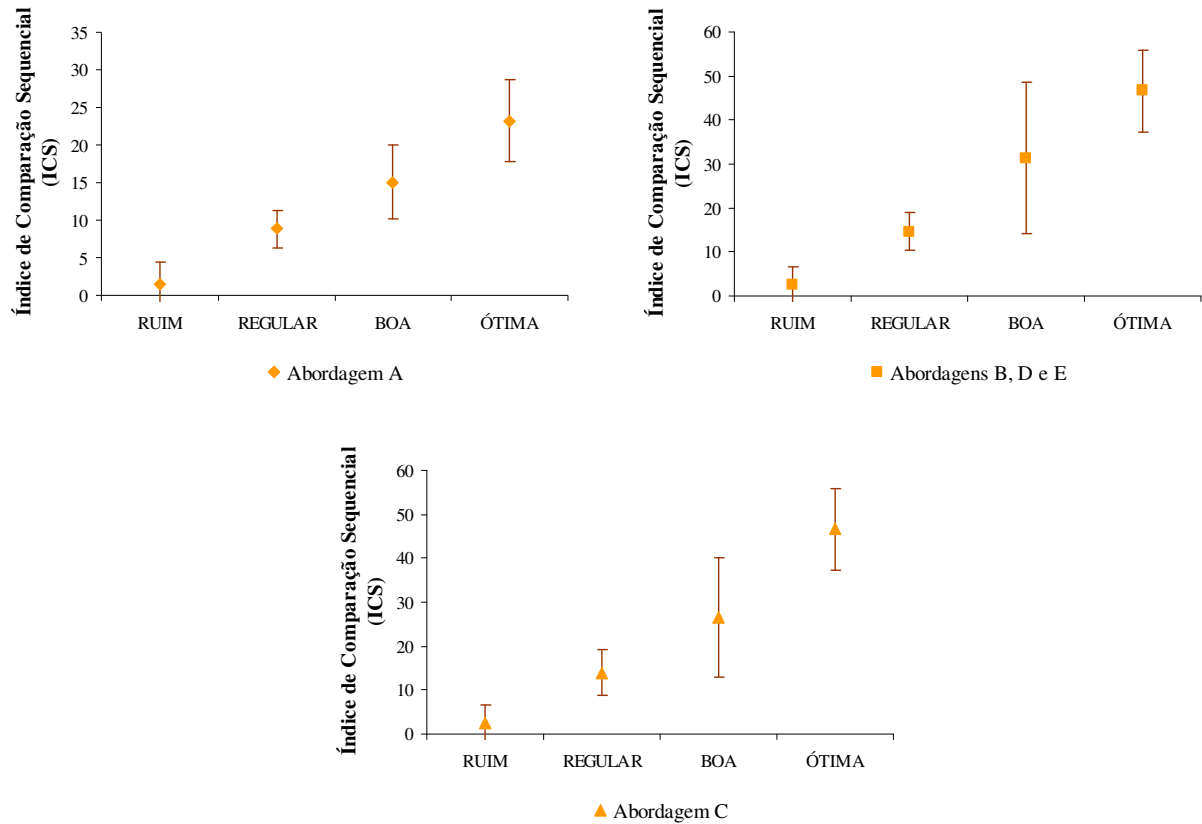 Índice de Comparação Sequencial
(ICS)
35
30
25
20
15
10
5
0
RUIM REGULAR BOA ÓTIMA
Abordagem A
Índice de Comparação Sequencial
(ICS)
60
50
40
30
20
10
0
RUIM REGULAR BOA ÓTIMA
Abordagens B, D e E
Índice de Comparação Sequencial
(ICS)
60
50
40
30
20
10
0
RUIM REGULAR BOA ÓTIMA
Abordagem C